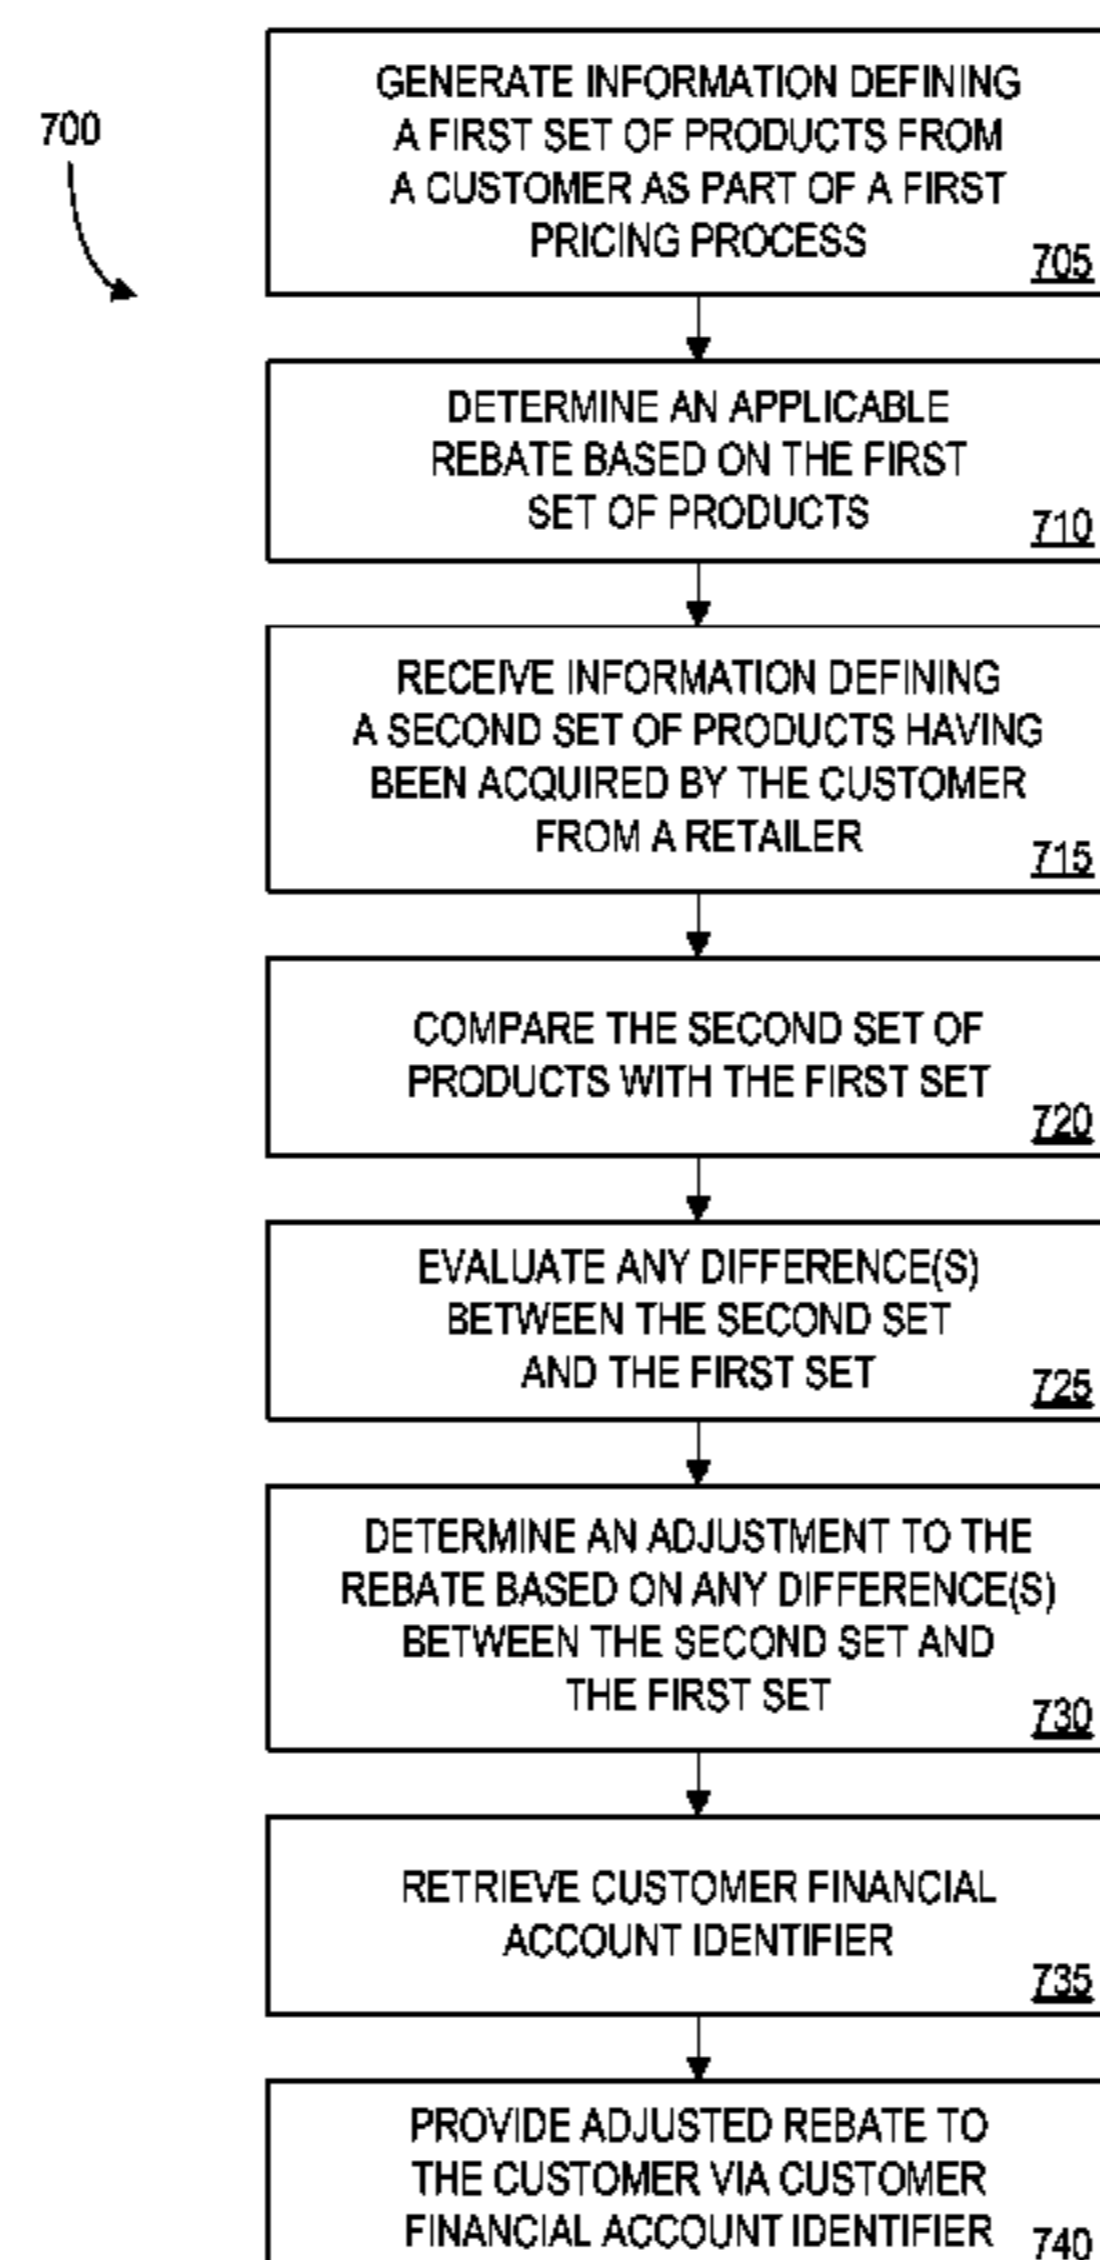 700
GENERATE INFORMATION DEFINING
A FIRST SET OF PRODUCTS FROM
A CUSTOMER AS PART OF A FIRST
PRICING PROCESS
705
DETERMINE AN APPLICABLE
REBATE BASED ON THE FIRST
SET OF PRODUCTS
710
RECEIVE INFORMATION DEFINING
A SECOND SET OF PRODUCTS HAVING
BEEN ACQUIRED BY THE CUSTOMER
FROM A RETAILER
715
COMPARE THE SECOND SET OF
PRODUCTS WITH THE FIRST SET
720
EVALUATE ANY DIFFERENCE(S)
BETWEEN THE SECOND SET
AND THE FIRST SET
725
DETERMINE AN ADJUSTMENT TO THE
REBATE BASED ON ANY DIFFERENCE(S)
BETWEEN THE SECOND SET AND
THE FIRST SET
730
RETRIEVE CUSTOMER FINANCIAL
ACCOUNT IDENTIFIER
735
PROVIDE ADJUSTED REBATE TO
THE CUSTOMER VIA CUSTOMER
FINANCIAL ACCOUNT IDENTIFIER
740